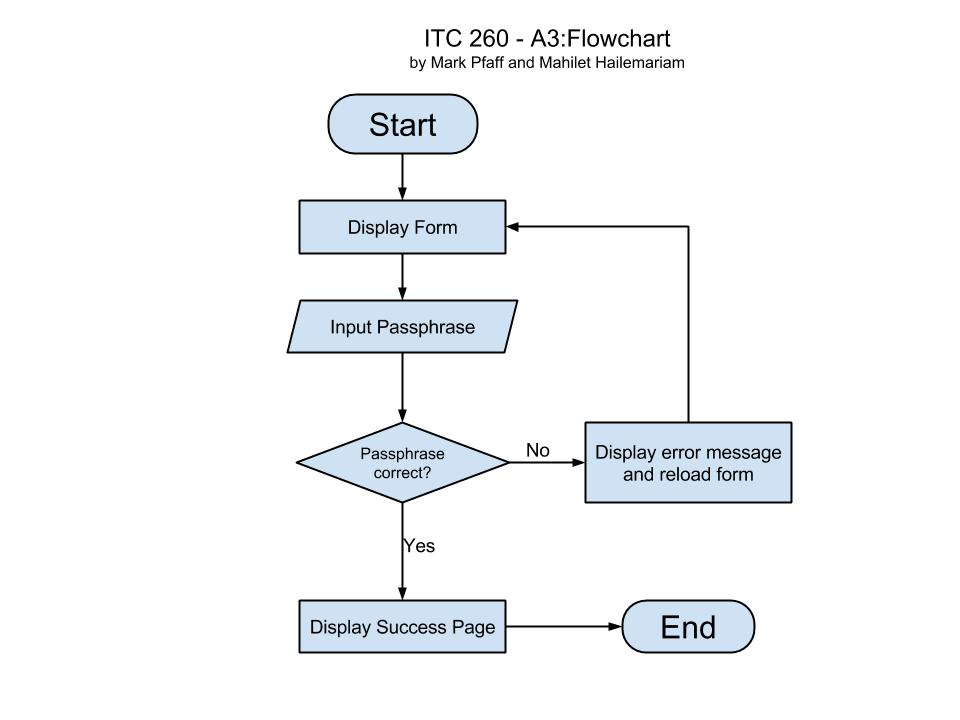 ITC 260 - A3:Flowchart
by Mark Pfaff and Mahilet Hailemariam
Start
Display Form
Input Passphrase
Passphrase
correct?
No
Display error message
and reload form
Yes
Display Success Page
End